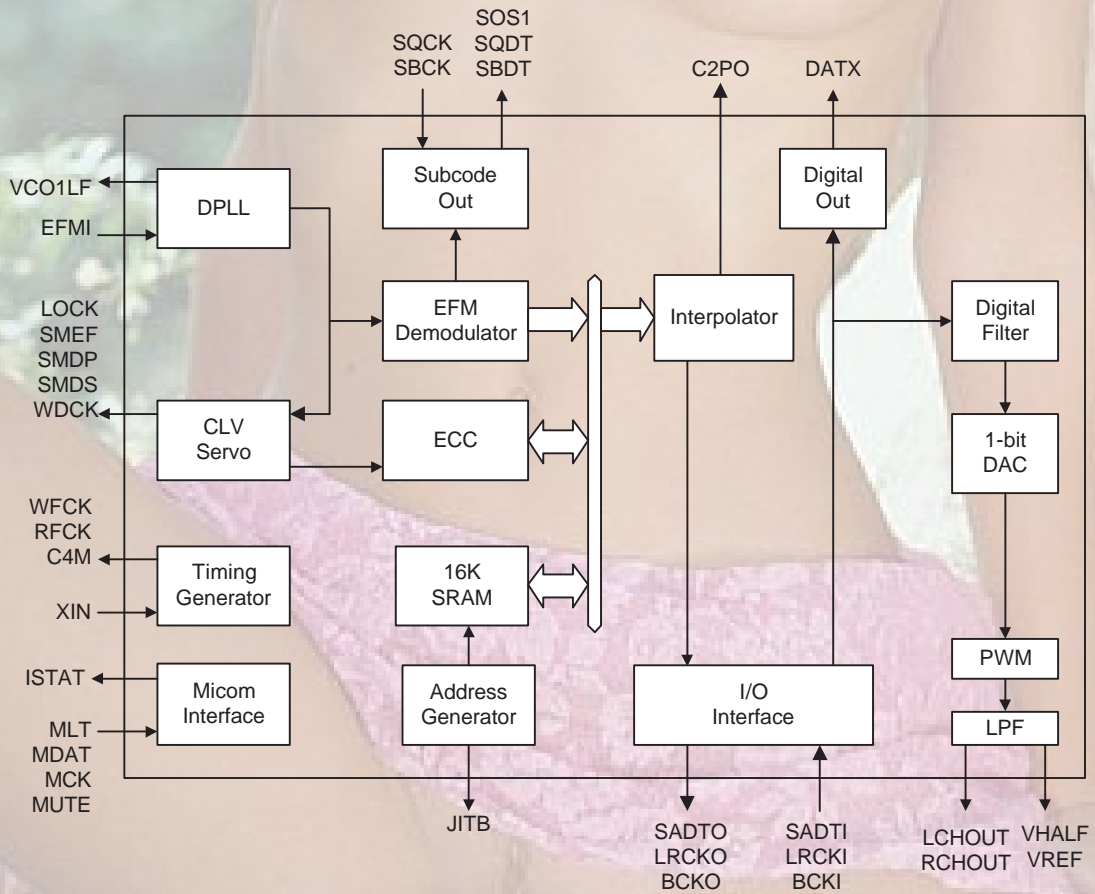 SOS1
SQCK
SQDT
SBCK
SBDT
C2PO
DATX
Subcode
Out
Digital
Out
VCO1LF
DPLL
EFMI
LOCK
SMEF
SMDP
SMDS
WDCK
EFM
Demodulator
Interpolator
Digital
Filter
CLV
Servo
ECC
1-bit
DAC
WFCK
RFCK
C4M
XIN
Timing
Generator
16K
SRAM
PWM
ISTAT
Micom
Interface
MLT
MDAT
MCK
MUTE
Address
Generator
I/O
Interface
LPF
JITB
SADTO
LRCKO
BCKO
SADTI
LRCKI
BCKI
LCHOUT
RCHOUT
VHALF
VREF